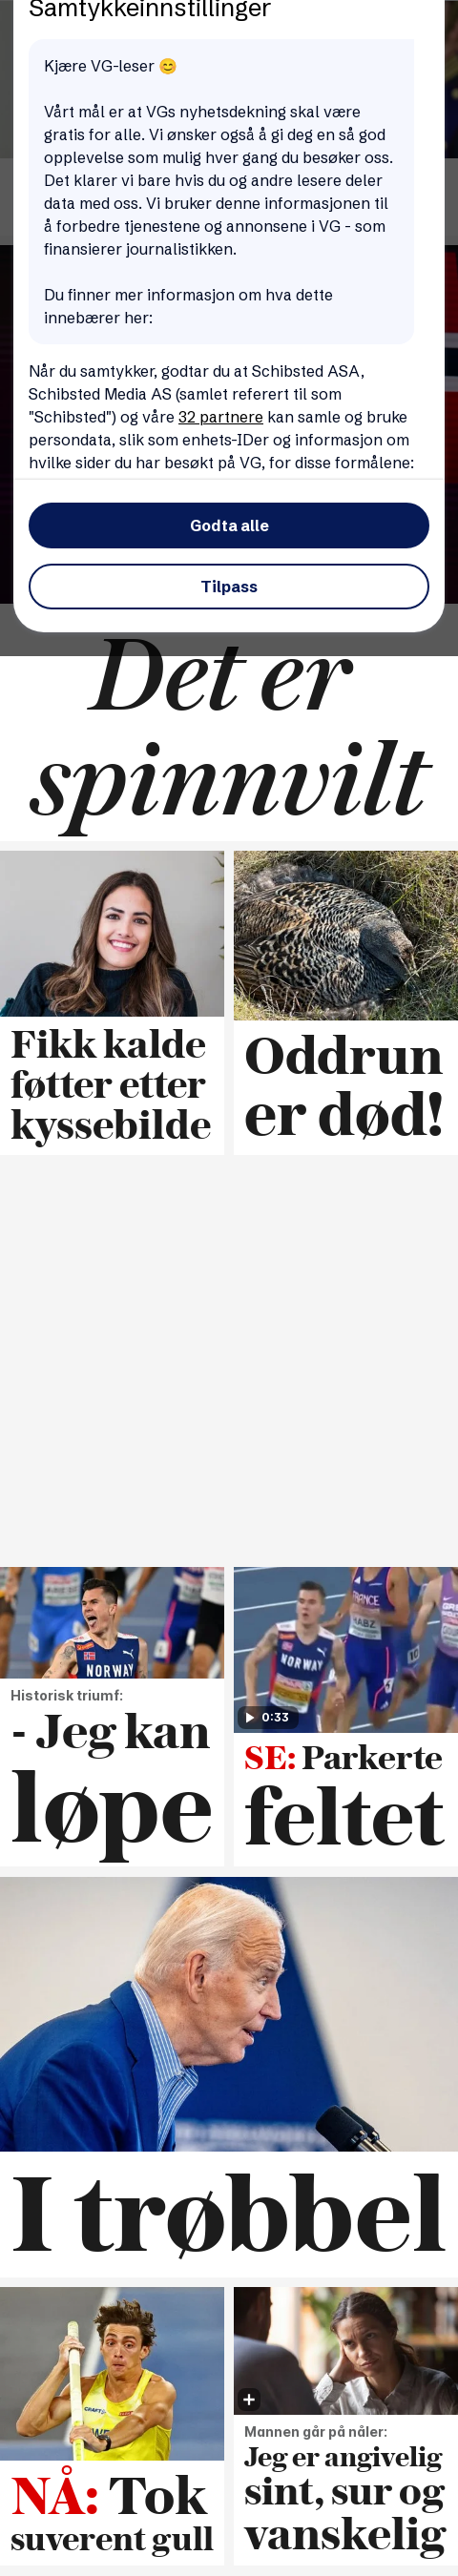 Samtykkeinnstillinger
Kjære VG-leser 😊
Vårt mål er at VGs nyhetsdekning skal være
gratis for alle. Vi ønsker også å gi deg en så god
opplevelse som mulig hver gang du besøker oss.
Det klarer vi bare hvis du og andre lesere deler
data med oss. Vi bruker denne informasjonen til
å forbedre tjenestene og annonsene i VG - som
finansierer journalistikken.
Du finner mer informasjon om hva dette
innebærer her:
Når du samtykker, godtar du at Schibsted ASA,
Schibsted Media AS (samlet referert til som
"Schibsted") og våre 32 partnere kan samle og bruke
persondata, slik som enhets-IDer og informasjon om
hvilke sider du har besøkt på VG, for disse formålene:
Godta alle
Tilpass
Det er
spinnvilt
Fikk kalde
føtter etter
kyssebilde
Oddrun
er død!
NORWAY
Historisk triumf:
- Jeg kan
løpe
FRANCE
HABZ
0:33
SE: Parkerte
feltet
I trøbbel
CRAFT
NÅ: Tok
suverent gull
Mannen går på nåler:
Jeg er angivelig
sint, sur og
vanskelig